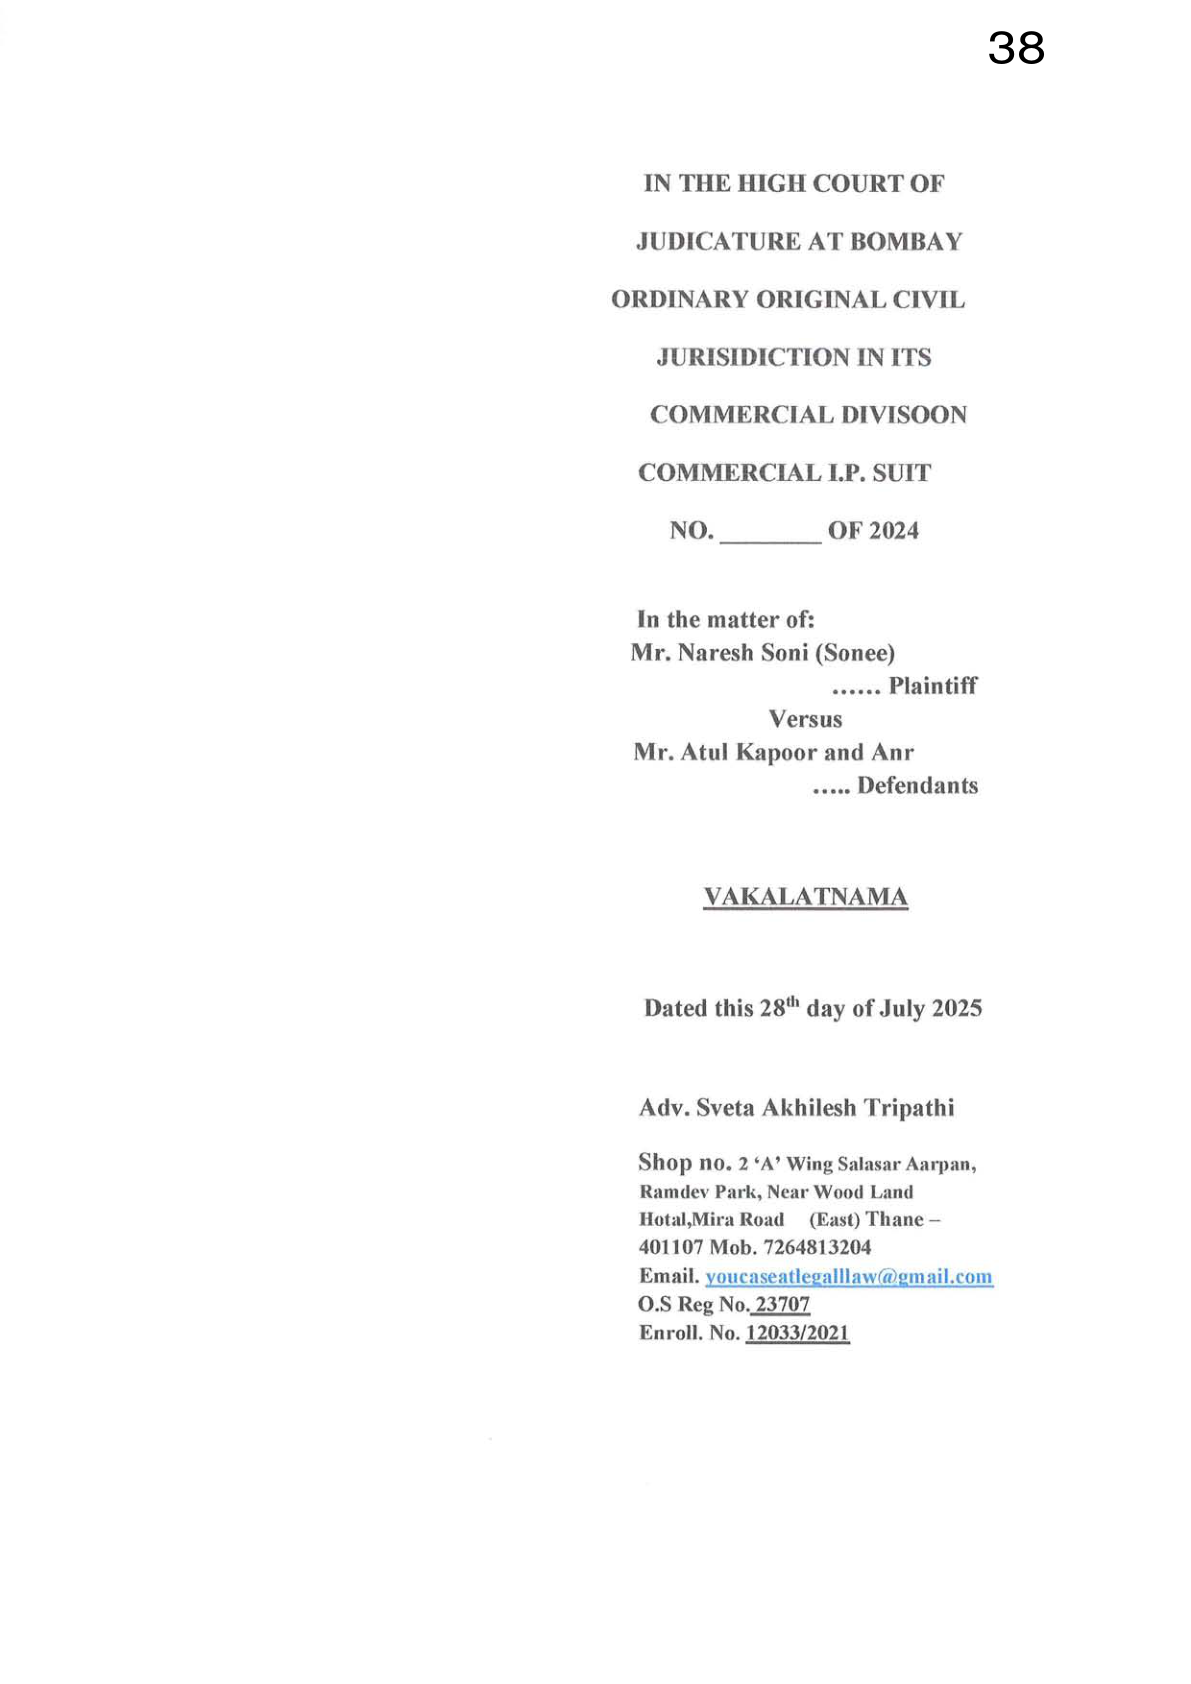 38
IN THE HIGH COURT OF
JUDICATURE AT BOMBAY
ORDINARY ORIGINAL CIVIL
JURISIDICTION IN ITS
COMMERCIAL DIVISOON
COMMERCIAL I.P. SUIT
NO. ________ OF 2024
In the matter of:
Mr. Naresh Soni (Sonee)
...... Plaintiff
Versus
Mr. Atul Kapoor and Anr
..... Defendants
VAKALATNAMA
Dated this 28th day of July 2025
Adv. Sveta Akhilesh Tripathi
Shop no. 2 ‘A’ Wing Salasar Aarpan,
Ramdev Park, Near Wood Land
Hotal,Mira Road (East) Thane –
401107 Mob. 7264813204
Email. youcaseatlegalllaw@gmail.com
O.S Reg No. 23707
Enroll. No. 12033/2021